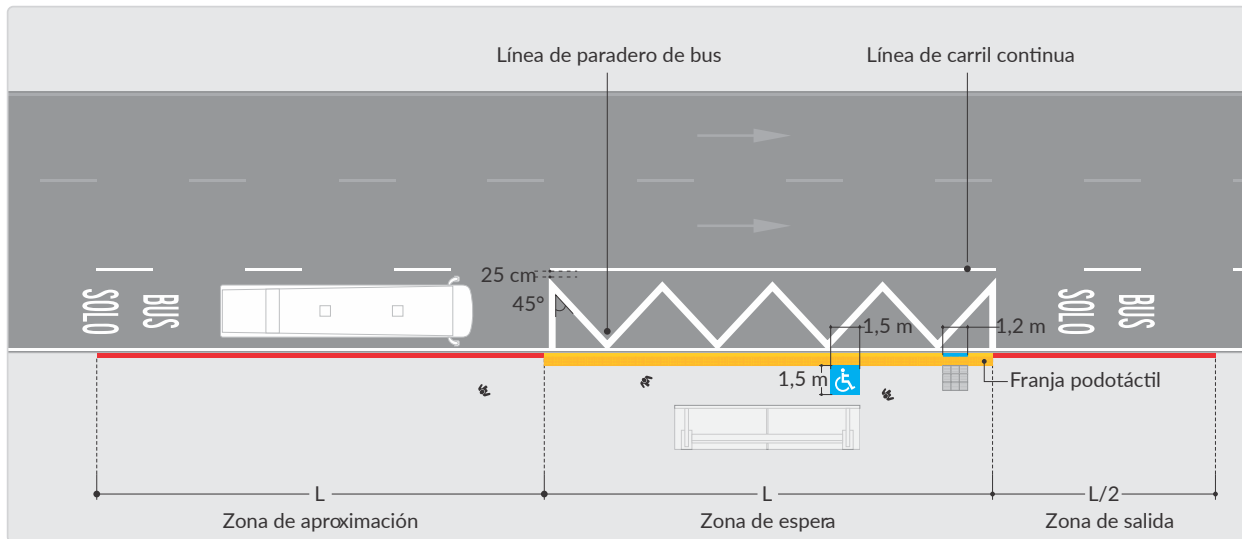 Línea de paradero de bus
Línea de carril continua
25 cm
45°
SOLO
BUS
SOLO
BUS
1,5 m
1,2 m
1,5 m
Franja podotáctil
L
L
L/2
Zona de aproximación
Zona de espera
Zona de salida